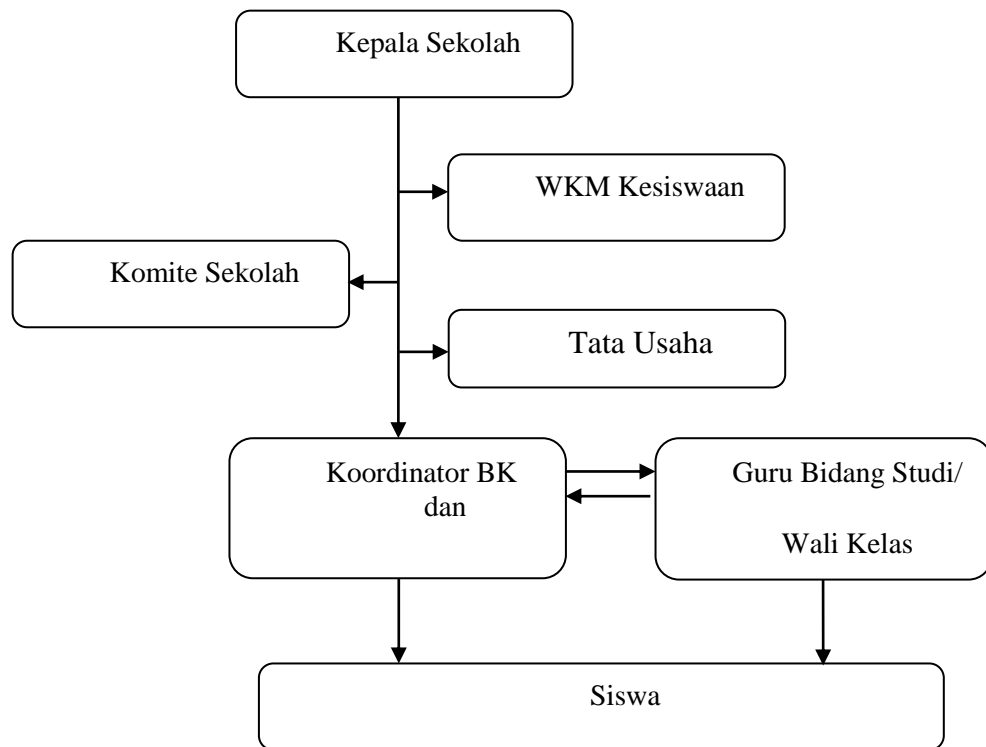 Kepala Sekolah
WKM Kesiswaan
Komite Sekolah
Tata Usaha
Koordinator BK
dan
Guru Bidang Studi/
Wali Kelas
Siswa